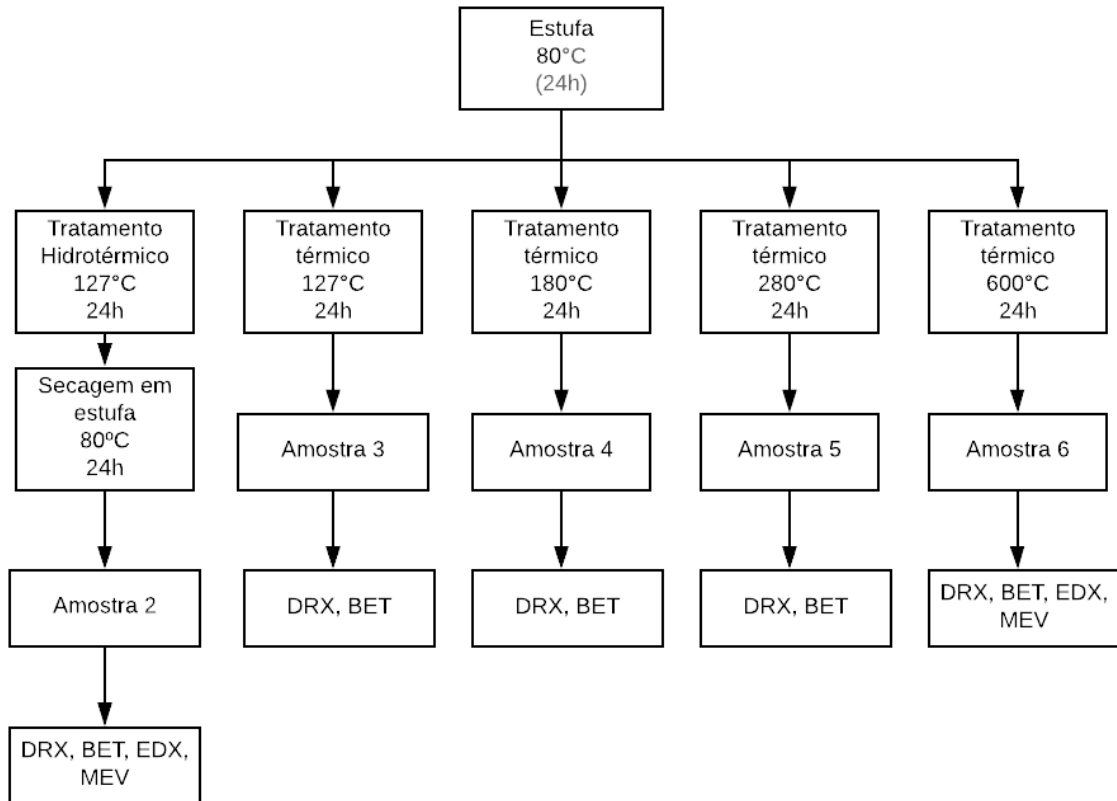 Estufa
80°C
(24h)
Tratamento
Hidrotérmico
127°C
24h
Tratamento
térmico
127°C
24h
Tratamento
térmico
180°C
24h
Tratamento
térmico
280°C
24h
Tratamento
térmico
600°C
24h
Secagem em
estufa
80ºC
24h
Amostra 3
Amostra 4
Amostra 5
Amostra 6
Amostra 2
DRX, BET
DRX, BET
DRX, BET
DRX, BET, EDX,
MEV
DRX, BET, EDX,
MEV